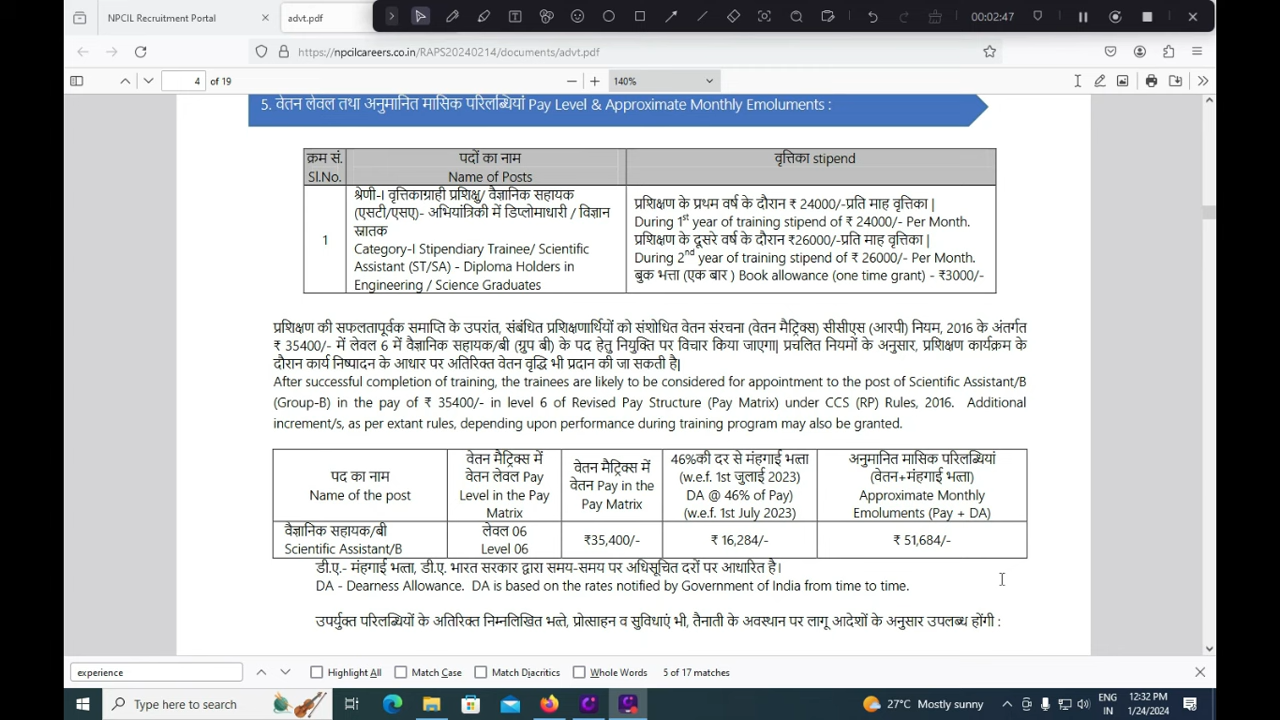 NPCIL Recruitment Portal
advt.pdf
00:02:47
https://npcilcareers.co.in/RAPS20240214/documents/advt.pdf
4 of 19
140%
5. वेतन लेवल तथा अनुमानित मासिक परिलब्धियां Pay Level & Approximate Monthly Emoluments :
क्रम सं.
Sl.No.
पदों का नाम
Name of Posts
वृत्तिका stipend
1
श्रेणी-I वृत्तिकाग्राही प्रशिक्षु/ वैज्ञानिक सहायक
(एसटी/एसए)- अभियांत्रिकी में डिप्लोमाधारी / विज्ञान
स्नातक
Category-I Stipendiary Trainee/ Scientific
Assistant (ST/SA) - Diploma Holders in
Engineering / Science Graduates
प्रशिक्षण के प्रथम वर्ष के दौरान ₹ 24000/-प्रति माह वृत्तिका |
During 1st year of training stipend of ₹ 24000/- Per Month.
प्रशिक्षण के दूसरे वर्ष के दौरान ₹26000/-प्रति माह वृत्तिका |
During 2nd year of training stipend of ₹ 26000/- Per Month.
बुक भत्ता (एक बार ) Book allowance (one time grant) - ₹3000/-
प्रशिक्षण की सफलतापूर्वक समाप्ति के उपरांत, संबंधित प्रशिक्षणार्थियों को संशोधित वेतन संरचना (वेतन मैट्रिक्स) सीसीएस (आरपी) नियम, 2016 के अंतर्गत
₹ 35400/- में लेवल 6 में वैज्ञानिक सहायक/बी (ग्रुप बी) के पद हेतु नियुक्ति पर विचार किया जाएगा| प्रचलित नियमों के अनुसार, प्रशिक्षण कार्यक्रम के
दौरान कार्य निष्पादन के आधार पर अतिरिक्त वेतन वृद्धि भी प्रदान की जा सकती है|
After successful completion of training, the trainees are likely to be considered for appointment to the post of Scientific Assistant/B
(Group-B) in the pay of ₹ 35400/- in level 6 of Revised Pay Structure (Pay Matrix) under CCS (RP) Rules, 2016. Additional
increment/s, as per extant rules, depending upon performance during training program may also be granted.
पद का नाम
Name of the post
वेतन मैट्रिक्स में
वेतन लेवल Pay
Level in the Pay
Matrix
वेतन मैट्रिक्स में
वेतन Pay in the
Pay Matrix
46%की दर से मंहगाई भत्ता
(w.e.f. 1st जुलाई 2023)
DA @ 46% of Pay)
(w.e.f. 1st July 2023)
अनुमानित मासिक परिलब्धियां
(वेतन+मंहगाई भत्ता)
Approximate Monthly
Emoluments (Pay + DA)
वैज्ञानिक सहायक/बी
Scientific Assistant/B
लेवल 06
Level 06
₹35,400/-
₹ 16,284/-
₹ 51,684/-
डी.ए.- मंहगाई भत्ता, डी.ए. भारत सरकार द्वारा समय-समय पर अधिसूचित दरों पर आधारित है।
DA - Dearness Allowance. DA is based on the rates notified by Government of India from time to time.
उपर्युक्त परिलब्धियों के अतिरिक्त निम्नलिखित भत्ते, प्रोत्साहन व सुविधाएं भी, तैनाती के अवस्थान पर लागू आदेशों के अनुसार उपलब्ध होंगी :
experience
Highlight All
Match Case
Match Diacritics
Whole Words
5 of 17 matches
Type here to search
27°C Mostly sunny
ENG
IN
12:32 PM
1/24/2024